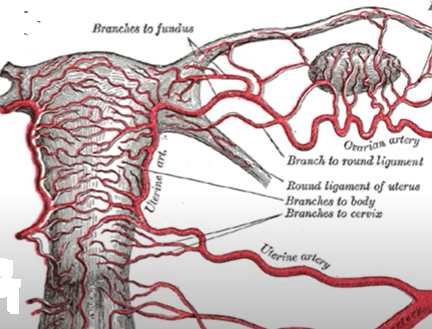 Branches to fundus
Ovarian artery
Branch to round ligament
Uterine art.
Round ligament of uterus
Branches to body
Branches to cervix
Uterine artery